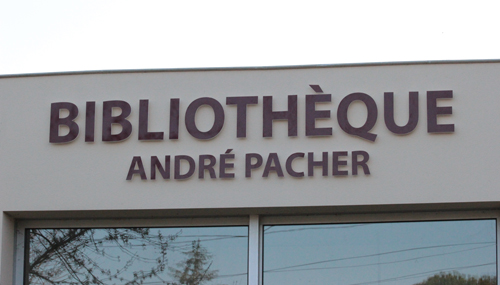 BIBLIOTHÈQUE
ANDRÉ PACHER